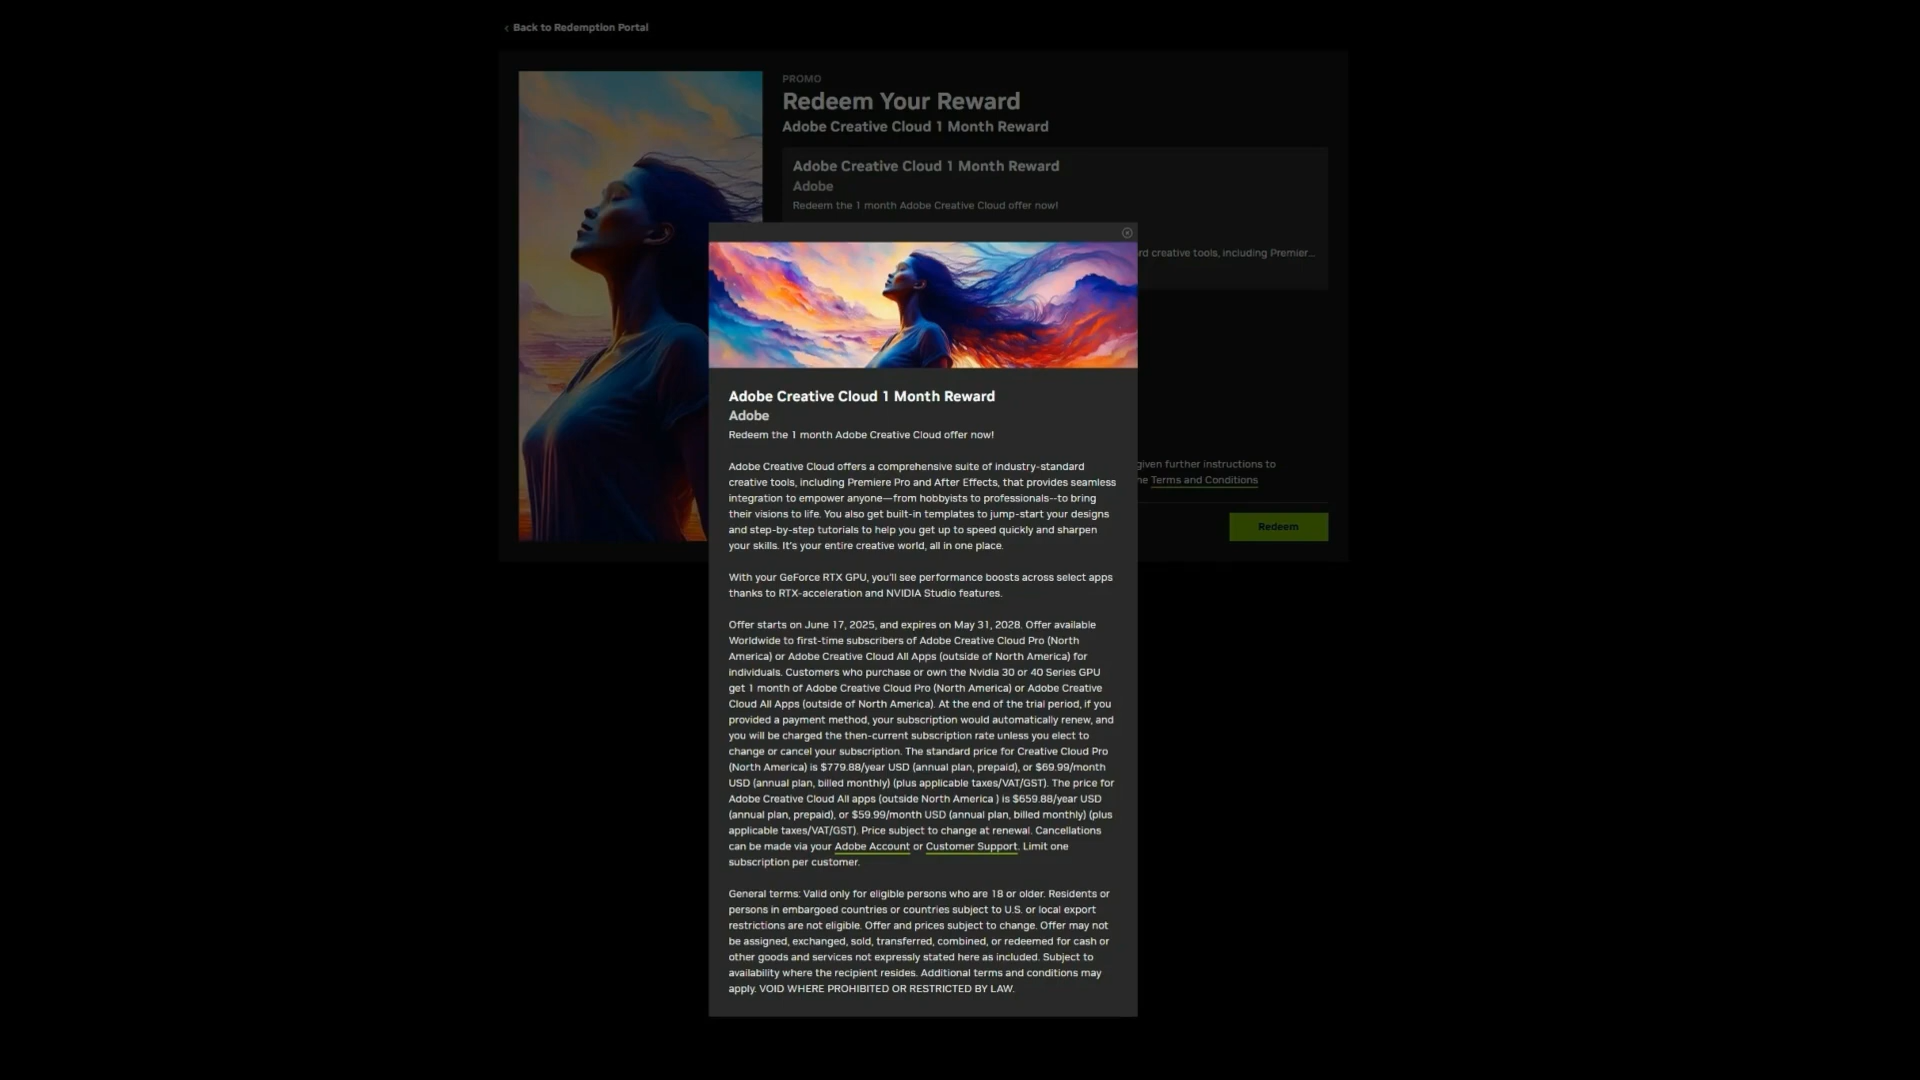 Back to Redemption Portal
PROMO
Redeem Your Reward
Adobe Creative Cloud 1 Month Reward
Adobe Creative Cloud 1 Month Reward
Adobe
Redeem the 1 month Adobe Creative Cloud offer now!
rd creative tools, including Premier...
given further instructions to
Terms and Conditions
Redeem
Adobe Creative Cloud 1 Month Reward
Adobe
Redeem the 1 month Adobe Creative Cloud offer now!
Adobe Creative Cloud offers a comprehensive suite of industry-standard
creative tools, including Premiere Pro and After Effects, that provides seamless
integration to empower anyone—from hobbyists to professionals--to bring
their visions to life. You also get built-in templates to jump-start your designs
and step-by-step tutorials to help you get up to speed quickly and sharpen
your skills. It's your entire creative world, all in one place.
With your GeForce RTX GPU, you'll see performance boosts across select apps
thanks to RTX-acceleration and NVIDIA Studio features.
Offer starts on June 17, 2025, and expires on May 31, 2028. Offer available
Worldwide to first-time subscribers of Adobe Creative Cloud Pro (North
America) or Adobe Creative Cloud All Apps (outside of North America) for
individuals. Customers who purchase or own the Nvidia 30 or 40 Series GPU
get 1 month of Adobe Creative Cloud Pro (North America) or Adobe Creative
Cloud All Apps (outside of North America). At the end of the trial period, if you
provided a payment method, your subscription would automatically renew, and
you will be charged the then-current subscription rate unless you elect to
change or cancel your subscription. The standard price for Creative Cloud Pro
(North America) is $779.88/year USD (annual plan, prepaid), or $69.99/month
USD (annual plan, billed monthly) (plus applicable taxes/VAT/GST). The price for
Adobe Creative Cloud All apps (outside North America ) is $659.88/year USD
(annual plan, prepaid), or $59.99/month USD (annual plan, billed monthly) (plus
applicable taxes/VAT/GST). Price subject to change at renewal. Cancellations
can be made via your Adobe Account or Customer Support. Limit one
subscription per customer.
General terms: Valid only for eligible persons who are 18 or older. Residents or
persons in embargoed countries or countries subject to U.S. or local export
restrictions are not eligible. Offer and prices subject to change. Offer may not
be assigned, exchanged, sold, transferred, combined, or redeemed for cash or
other goods and services not expressly stated here as included. Subject to
availability where the recipient resides. Additional terms and conditions may
apply. VOID WHERE PROHIBITED OR RESTRICTED BY LAW.